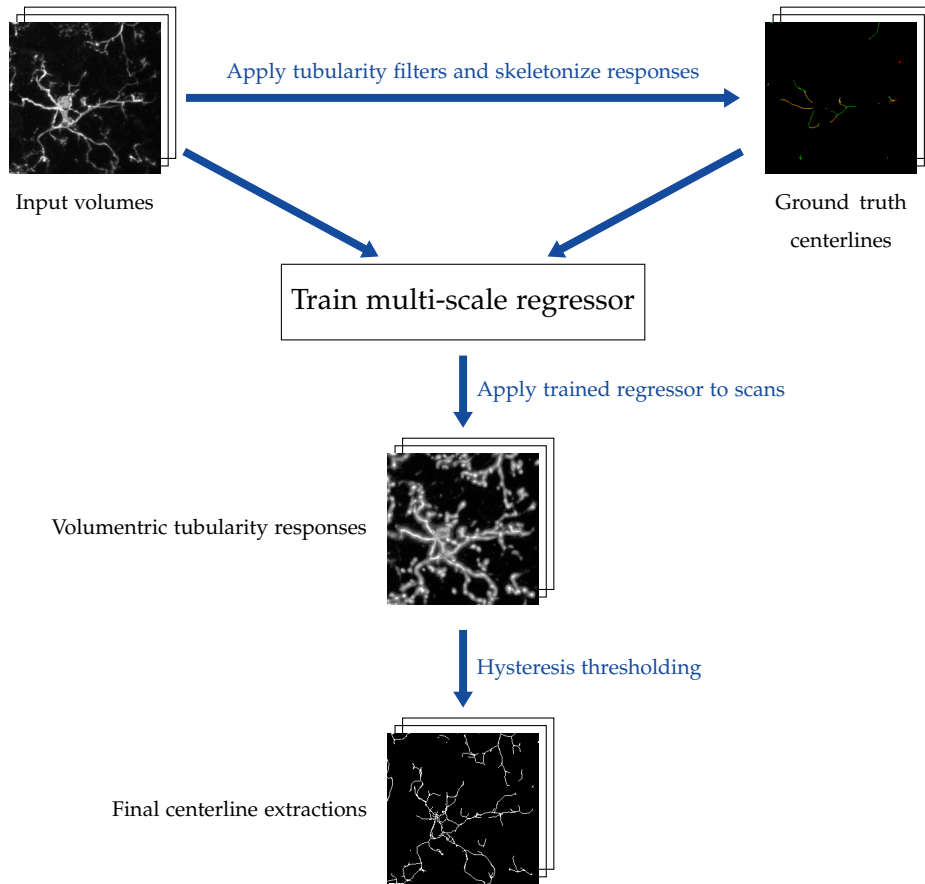 Apply tubularity filters and skeletonize responses
Input volumes
Ground truth
centerlines
Train multi-scale regressor
Apply trained regressor to scans
Volumentric tubularity responses
Hysteresis thresholding
Final centerline extractions